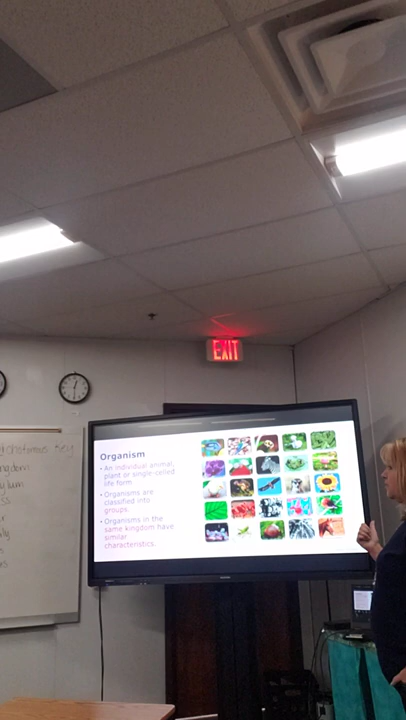 EXIT
Key
Organism
• An individual animal,
plant or single celled
life form
• Organisms are
classified into
groups.
• Organisms in the
same kingdom have
similar
characteristics.